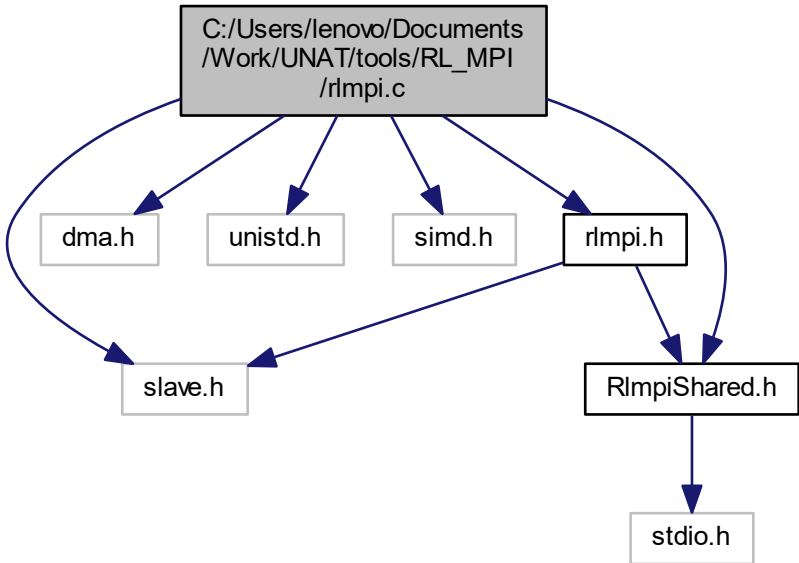 C:/Users/lenovo/Documents
/Work/UNAT/tools/RL_MPI
/rlmpi.c
dma.h
unistd.h
simd.h
rlmpi.h
slave.h
RlmpiShared.h
stdio.h